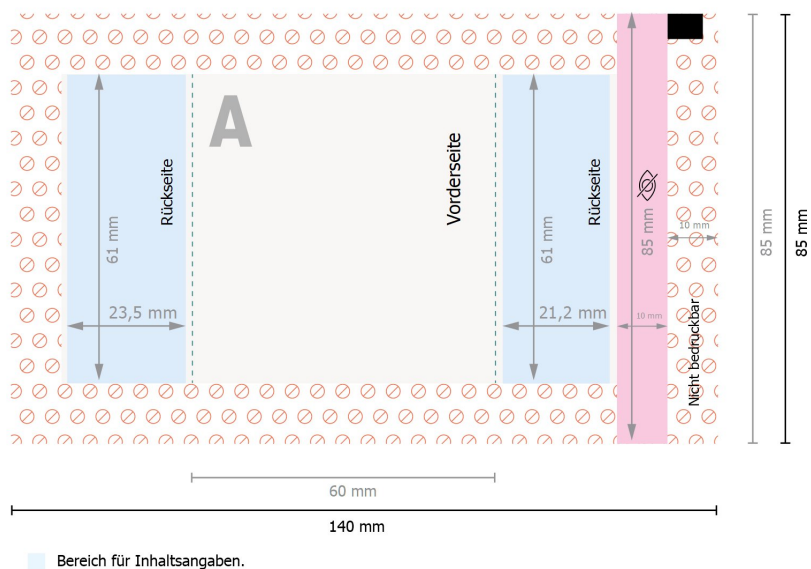 A
Rückseite
Vorderseite
Rückseite
61 mm
23,5 mm
61 mm
21,2 mm
85 mm
10 mm
10 mm
Nicht bedruckbar
85 mm
85 mm
60 mm
140 mm
Bereich für Inhaltsangaben.